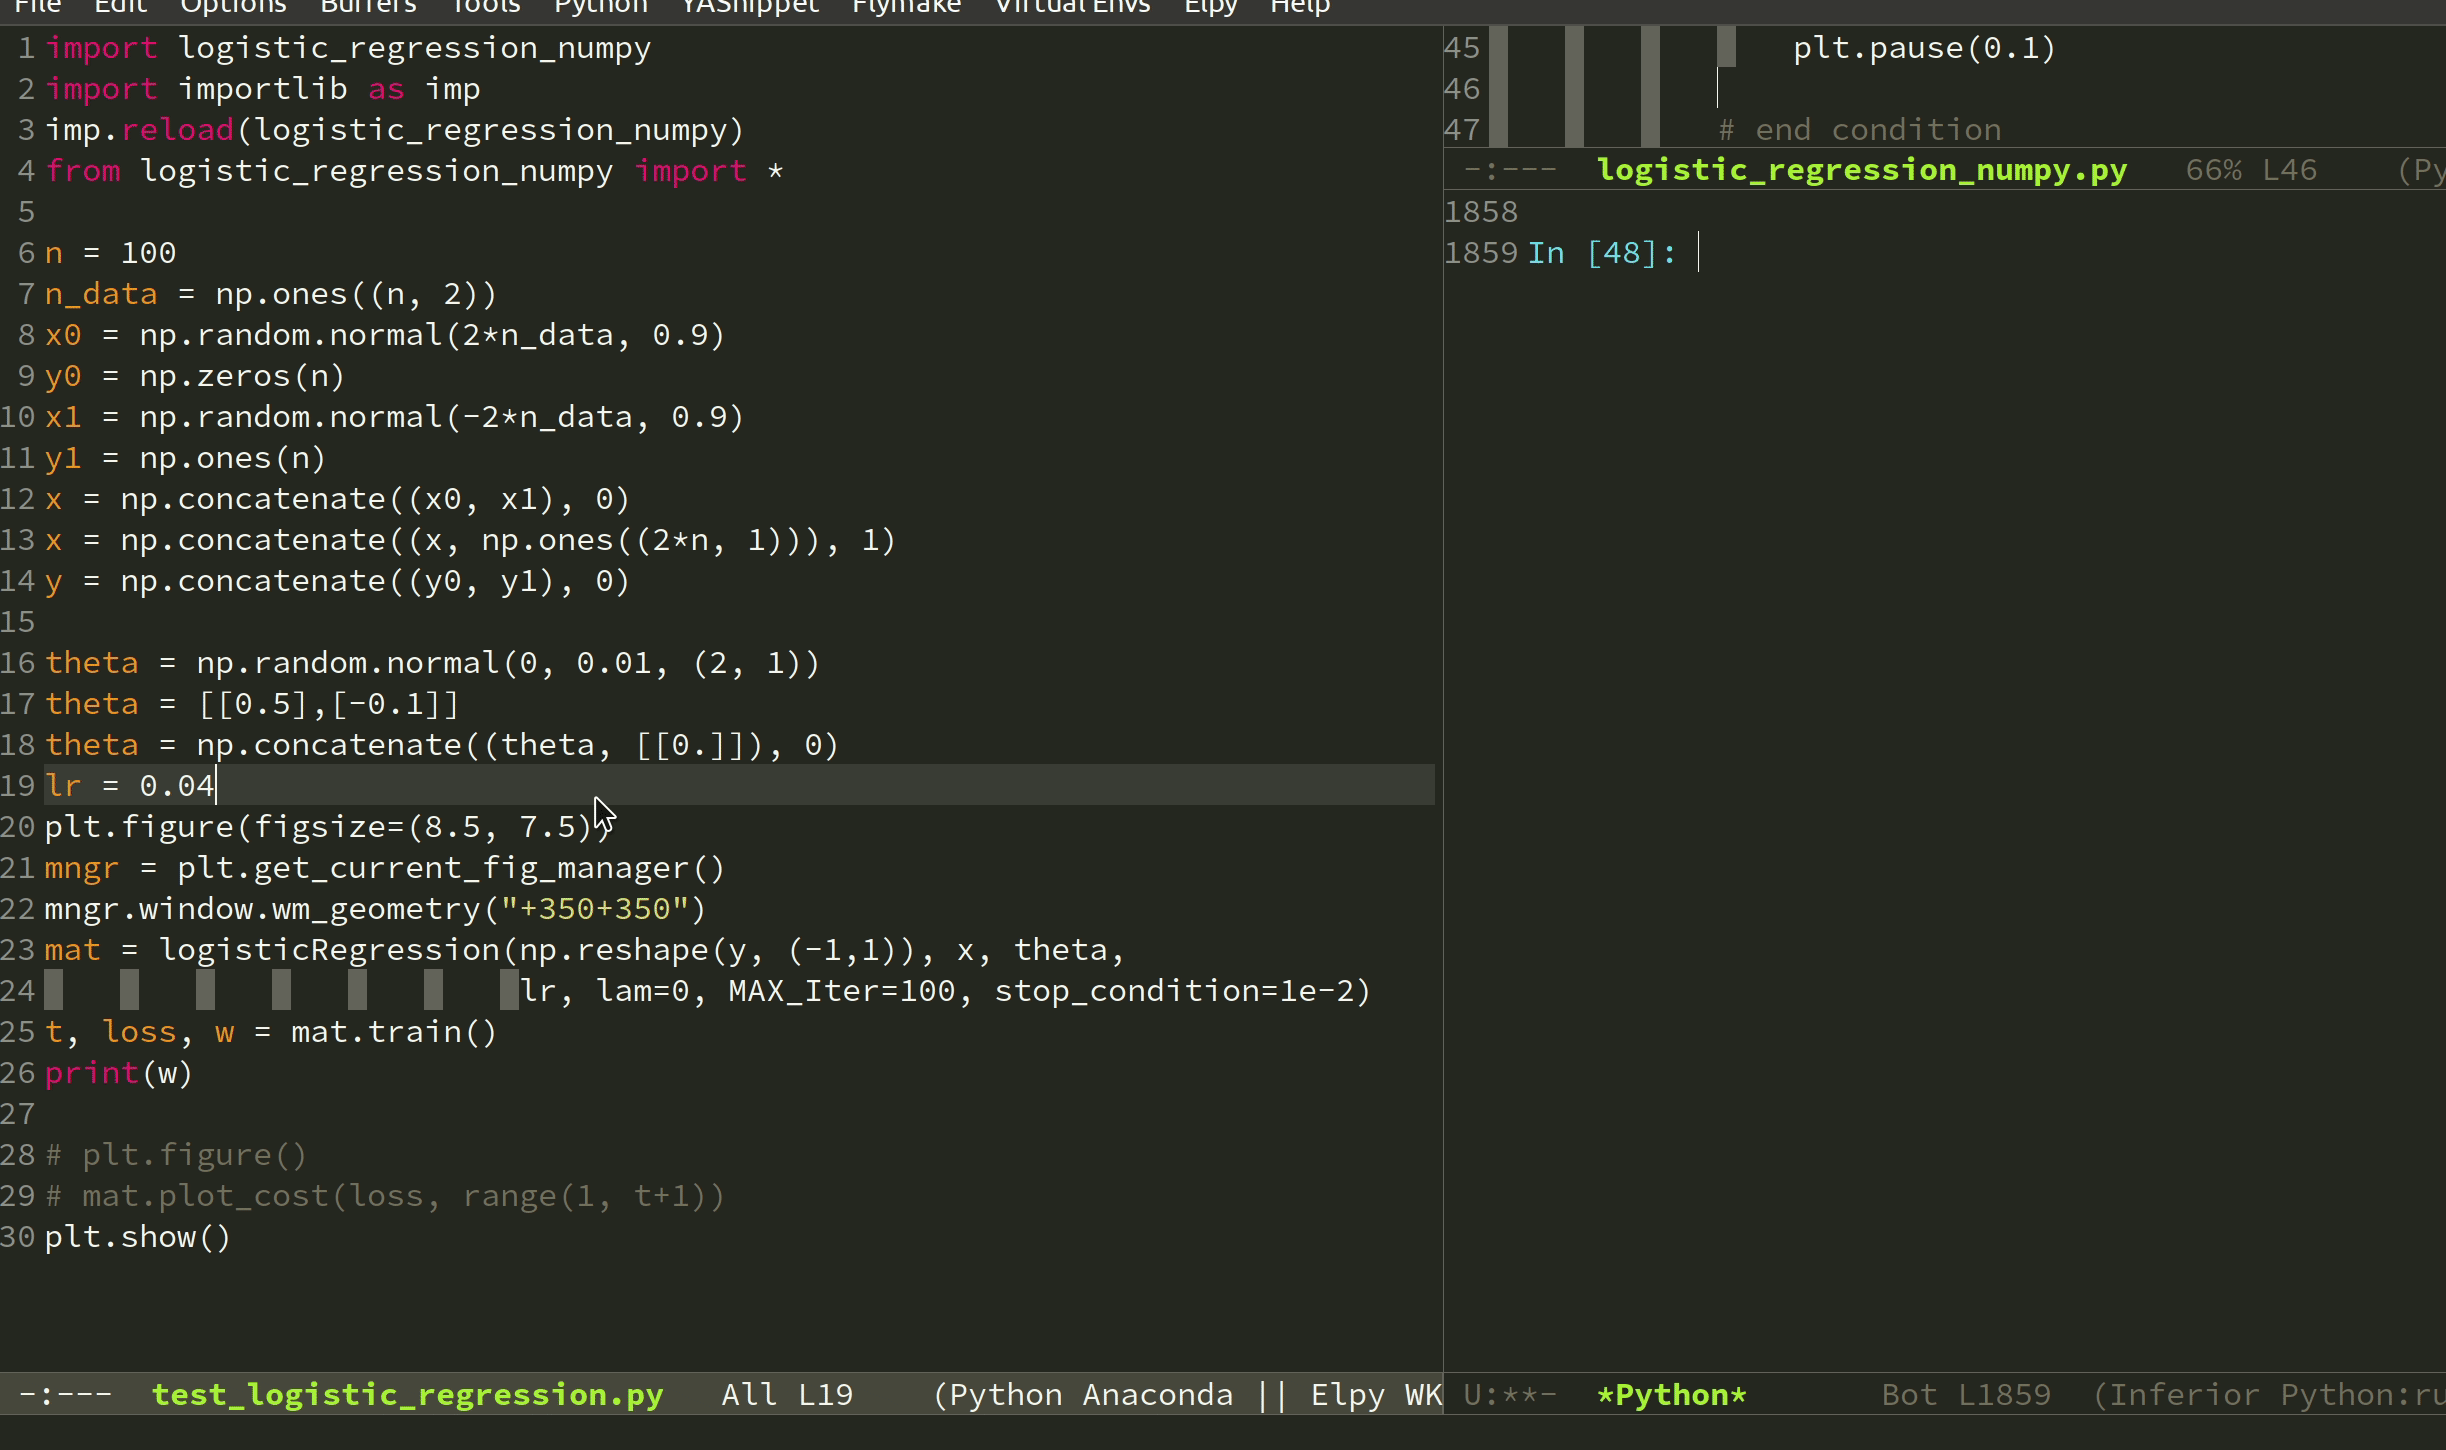 File Edit Options Buffers Tools Python YASnippet Flymake Virtual Envs Elpy Help
1 import logistic_regression_numpy
2 import importlib as imp
3 imp.reload(logistic_regression_numpy)
4 from logistic_regression_numpy import *
5
6 n = 100
7 n_data = np.ones((n, 2))
8 x0 = np.random.normal(2*n_data, 0.9)
9 y0 = np.zeros(n)
10 x1 = np.random.normal(-2*n_data, 0.9)
11 y1 = np.ones(n)
12 x = np.concatenate((x0, x1), 0)
13 x = np.concatenate((x, np.ones((2*n, 1))), 1)
14 y = np.concatenate((y0, y1), 0)
15
16 theta = np.random.normal(0, 0.01, (2, 1))
17 theta = [[0.5],[-0.1]]
18 theta = np.concatenate((theta, [[0.]]), 0)
19 lr = 0.04
20 plt.figure(figsize=(8.5, 7.5))
21 mngr = plt.get_current_fig_manager()
22 mngr.window.wm_geometry("+350+350")
23 mat = logisticRegression(np.reshape(y, (-1,1)), x, theta,
24 lr, lam=0, MAX_Iter=100, stop_condition=1e-2)
25 t, loss, w = mat.train()
26 print(w)
27
28 # plt.figure()
29 # mat.plot_cost(loss, range(1, t+1))
30 plt.show()
-:--- test_logistic_regression.py All L19 (Python Anaconda || Elpy WK
45 plt.pause(0.1)
46
47 # end condition
-:--- logistic_regression_numpy.py 66% L46 (Py
1858
1859 In [48]:
U:**- *Python* Bot L1859 (Inferior Python:ru